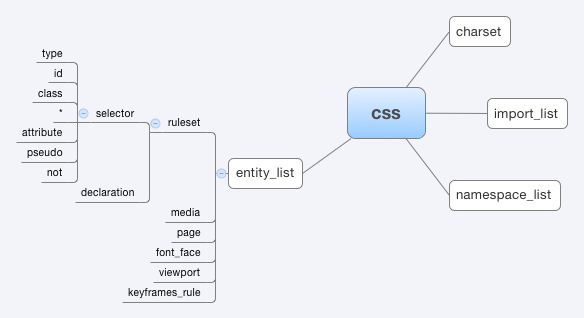 css
charset
import_list
namespace_list
entity_list
ruleset
selector
type
id
class
*
attribute
pseudo
not
declaration
media
page
font_face
viewport
keyframes_rule